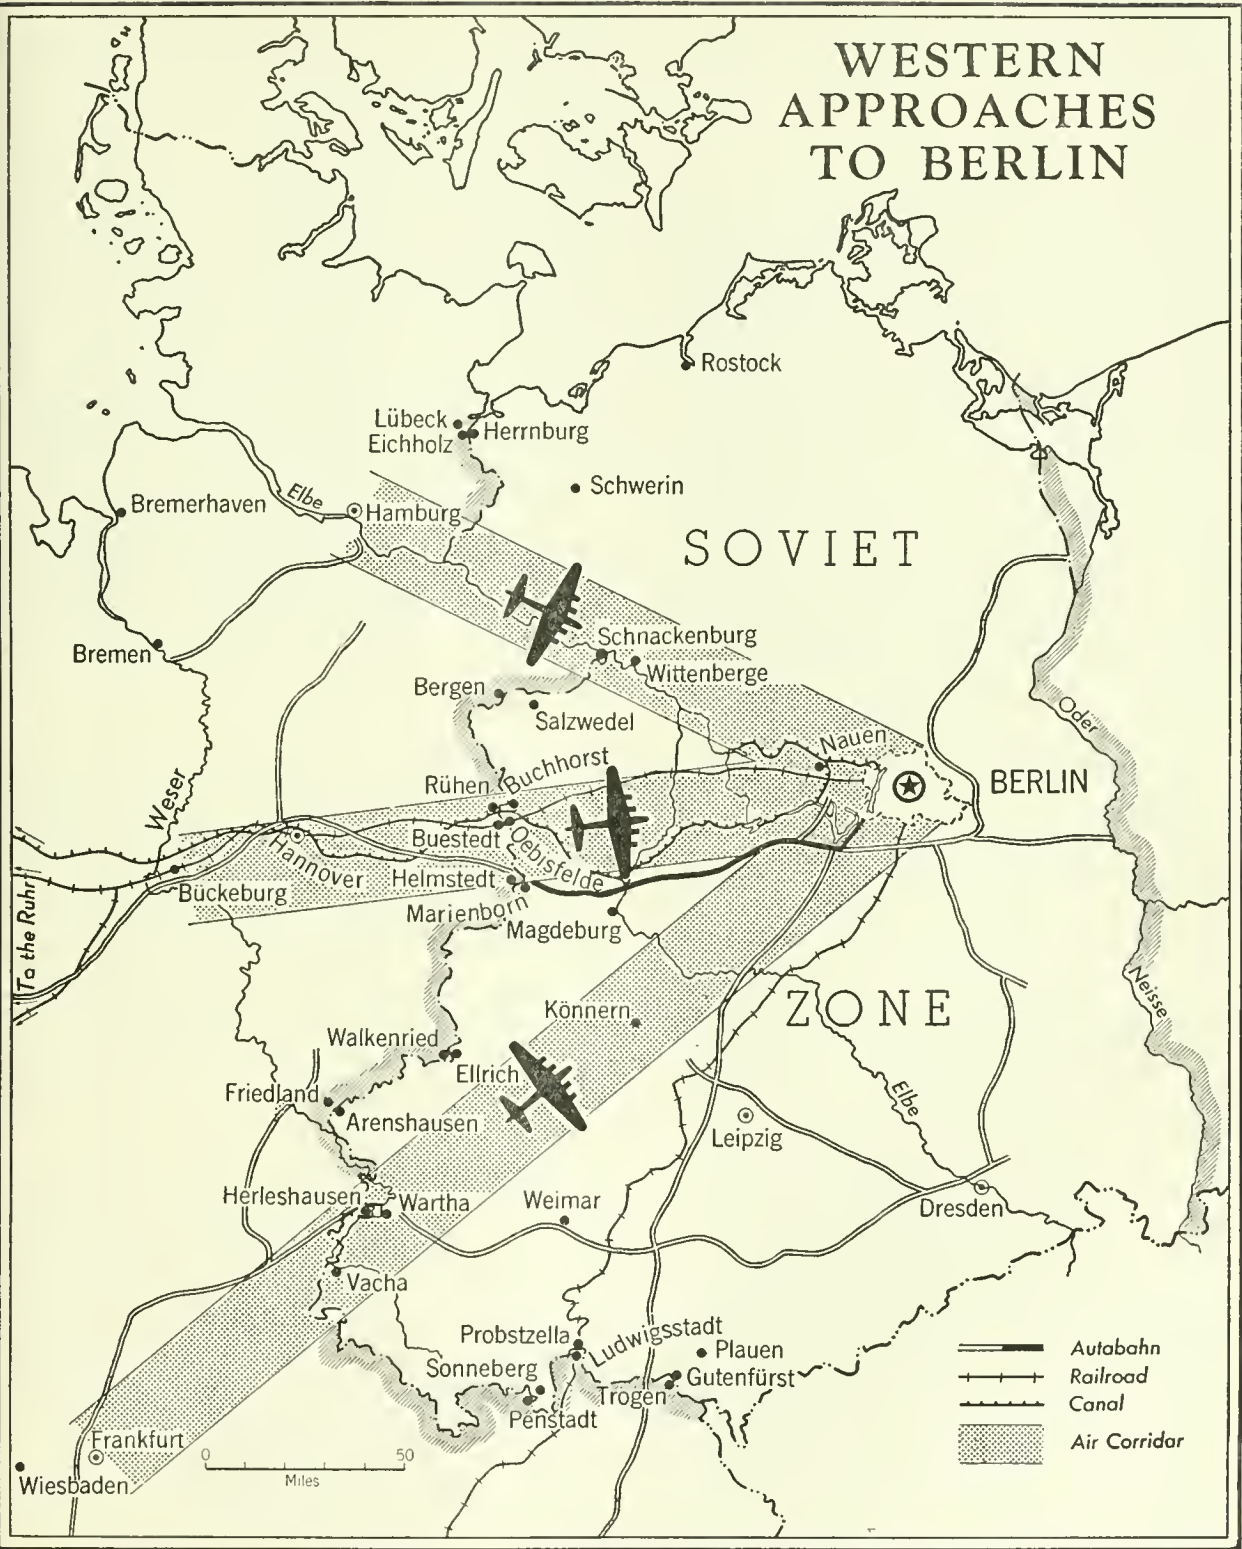 WESTERN
APPROACHES
TO BERLIN
Rostock
Lübeck
Eichholz
Herrnburg
Schwerin
Bremerhaven
Elbe
Hamburg
SOVIET
Bremen
Schnackenburg
Wittenberge
Bergen
Salzwedel
Oder
Nauen
BERLIN
Weser
Rühen
Buchhorst
Buestedt
Oebisfelde
Hannover
Helmstedt
Bückeburg
Marienborn
Magdeburg
To the Ruhr
Neisse
Könnern
ZONE
Walkenried
Ellrich
Friedland
Arenshausen
Elbe
Leipzig
Herleshausen
Wartha
Weimar
Dresden
Vacha
Probstzella
Ludwigsstadt
Plauen
Sonneberg
Gutenfürst
Trogen
Penstadt
Frankfurt
Wiesbaden
0 50
Miles
Autabahn
Railroad
Canal
Air Corridar